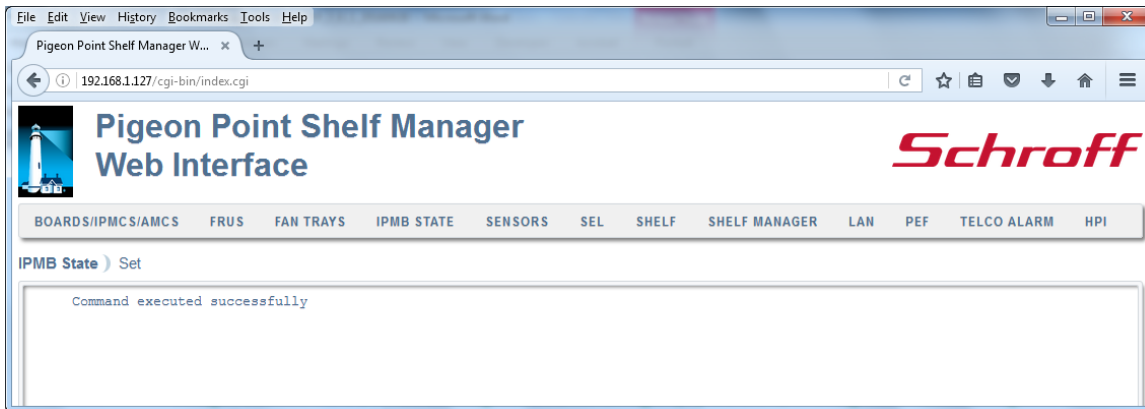 File Edit View History Bookmarks Tools Help
Pigeon Point Shelf Manager W... × +
192.168.1.127/cgi-bin/index.cgi
Pigeon Point Shelf Manager
Web Interface
Schroff
BOARDS/IPMCS/AMCS FRUS FAN TRAYS IPMB STATE SENSORS SEL SHELF SHELF MANAGER LAN PEF TELCO ALARM HPI
IPMB State ) Set
Command executed successfully